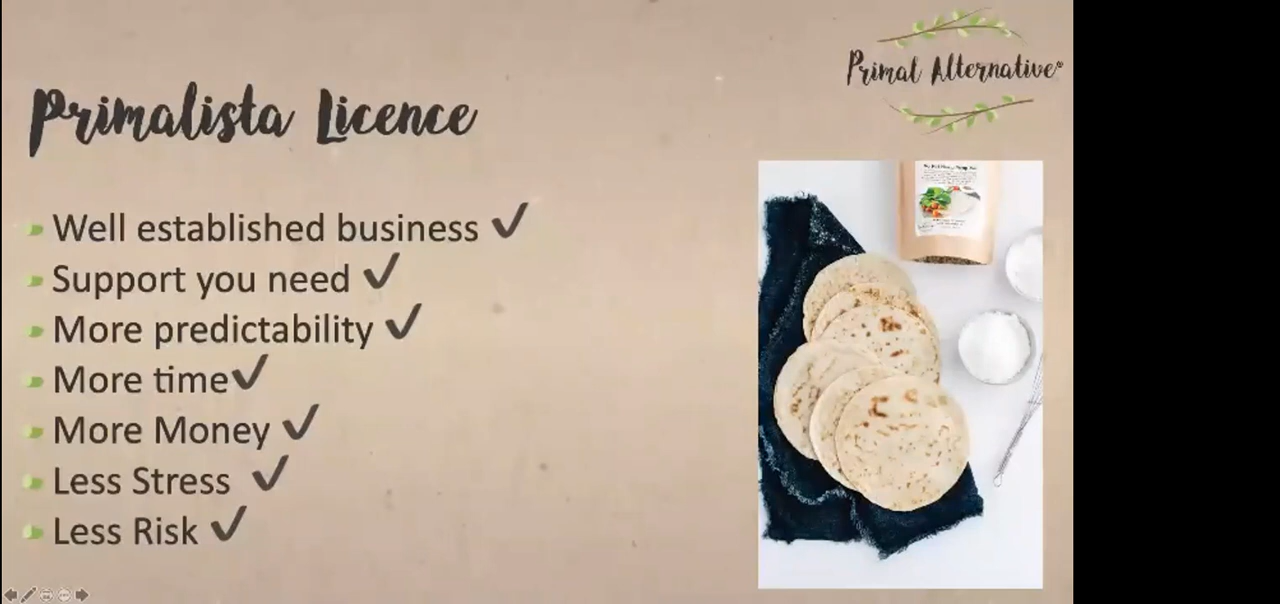 Primal Alternative®
Primalista Licence
Well established business ✓
Support you need ✓
More predictability ✓
More time ✓
More Money ✓
Less Stress ✓
Less Risk ✓